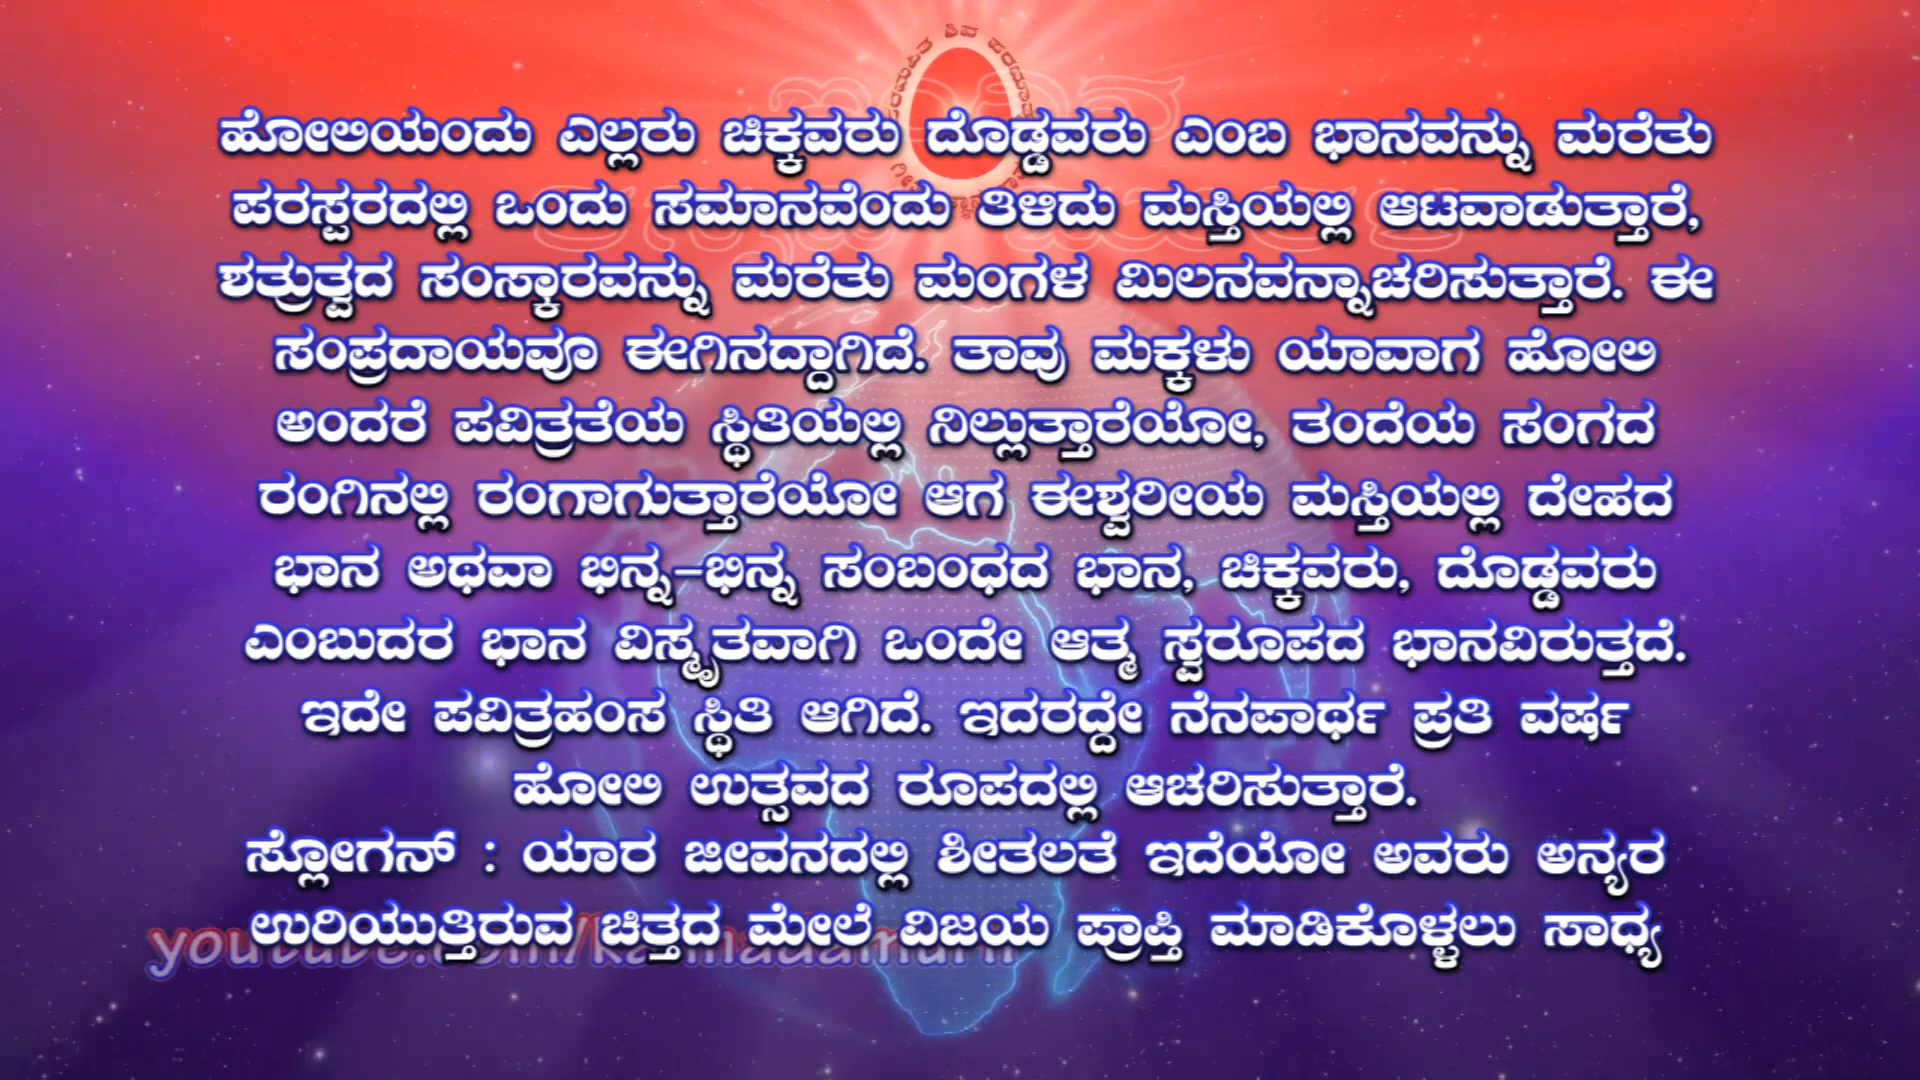 ಹೋಲಿಯಂದು ಎಲ್ಲರು ಚಿಕ್ಕವರು ದೊಡ್ಡವರು ಎಂಬ ಭಾನವನ್ನು ಮರೆತು
ಪರಸ್ಪರದಲ್ಲಿ ಒಂದು ಸಮಾನವೆಂದು ತಿಳಿದು ಮಸ್ತಿಯಲ್ಲಿ ಆಟವಾಡುತ್ತಾರೆ,
ಶತ್ರುತ್ವದ ಸಂಸ್ಕಾರವನ್ನು ಮರೆತು ಮಂಗಳ ಮಿಲನವನ್ನಾಚರಿಸುತ್ತಾರೆ. ಈ
ಸಂಪ್ರದಾಯವೂ ಈಗಿನದ್ದಾಗಿದೆ. ತಾವು ಮಕ್ಕಳು ಯಾವಾಗ ಹೋಲಿ
ಅಂದರೆ ಪವಿತ್ರತೆಯ ಸ್ಥಿತಿಯಲ್ಲಿ ನಿಲ್ಲುತ್ತಾರೆಯೋ, ತಂದೆಯ ಸಂಗದ
ರಂಗಿನಲ್ಲಿ ರಂಗಾಗುತ್ತಾರೆಯೋ ಆಗ ಈಶ್ವರೀಯ ಮಸ್ತಿಯಲ್ಲಿ ದೇಹದ
ಭಾನ ಅಥವಾ ಭಿನ್ನ-ಭಿನ್ನ ಸಂಬಂಧದ ಭಾನ, ಚಿಕ್ಕವರು, ದೊಡ್ಡವರು
ಎಂಬುದರ ಭಾನ ವಿಸ್ಮೃತವಾಗಿ ಒಂದೇ ಆತ್ಮ ಸ್ವರೂಪದ ಭಾನವಿರುತ್ತದೆ.
ಇದೇ ಪವಿತ್ರಹಂಸ ಸ್ಥಿತಿ ಆಗಿದೆ. ಇದರದ್ದೇ ನೆನಪಾರ್ಥ ಪ್ರತಿ ವರ್ಷ
ಹೋಲಿ ಉತ್ಸವದ ರೂಪದಲ್ಲಿ ಆಚರಿಸುತ್ತಾರೆ.
ಸ್ಲೋಗನ್ : ಯಾರ ಜೀವನದಲ್ಲಿ ಶೀತಲತೆ ಇದೆಯೋ ಅವರು ಅನ್ಯರ
ಉರಿಯುತ್ತಿರುವ ಚಿತ್ತದ ಮೇಲೆ ವಿಜಯ ಪ್ರಾಪ್ತಿ ಮಾಡಿಕೊಳ್ಳಲು ಸಾಧ್ಯ